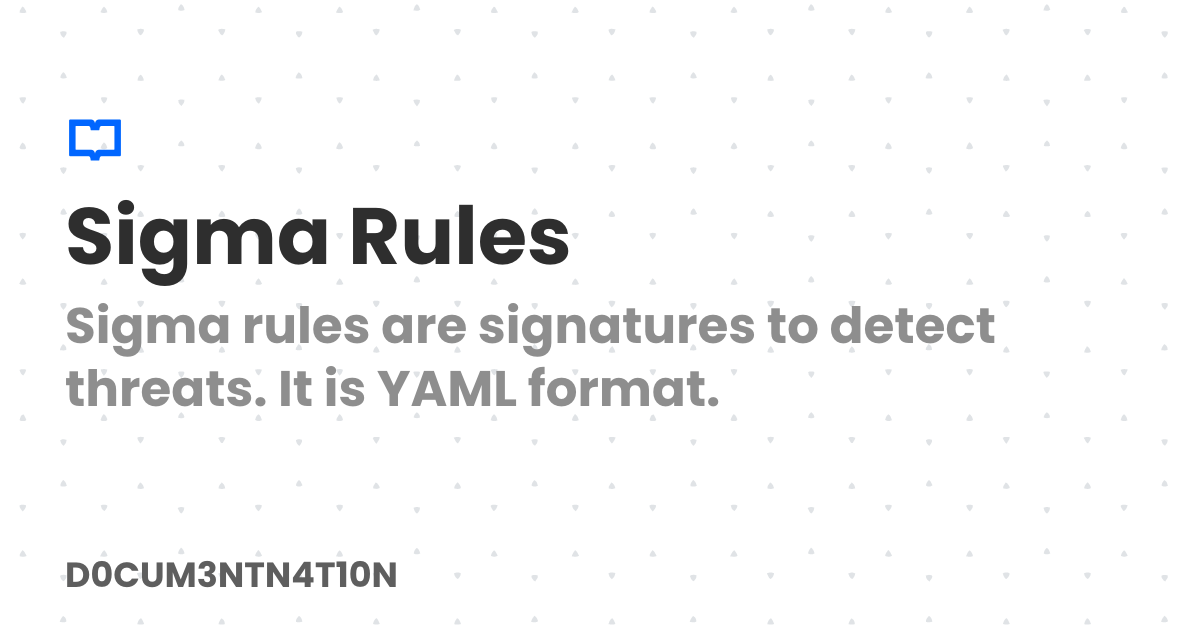 Sigma Rules
Sigma rules are signatures to detect
threats. It is YAML format.
D0CUM3NTN4T10N